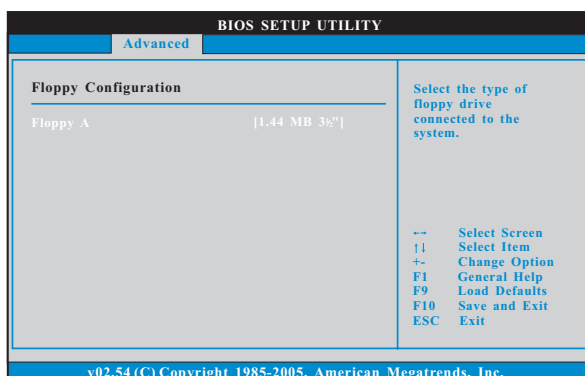 BIOS SETUP UTILITY
Advanced
Floppy Configuration
Floppy A [1.44 MB 3½"]
Select the type of
floppy drive
connected to the
system.
←→ Select Screen
↑↓ Select Item
+- Change Option
F1 General Help
F9 Load Defaults
F10 Save and Exit
ESC Exit
v02.54 (C) Copyright 1985-2005, American Megatrends, Inc.